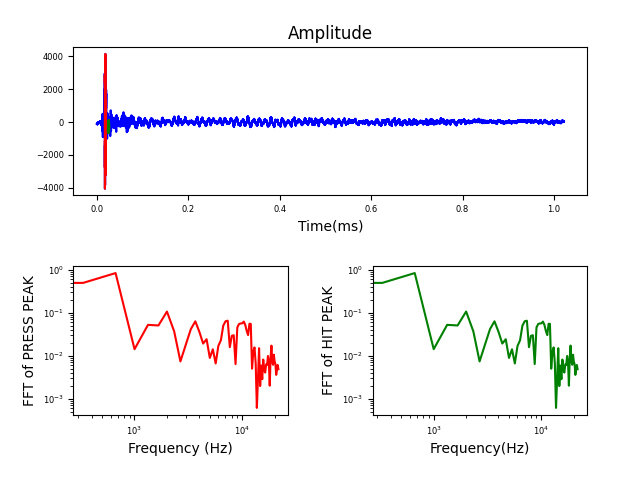 Amplitude
4000
2000
0
−2000
−4000
0.0 0.2 0.4 0.6 0.8 1.0
Time(ms)
FFT of PRESS PEAK
10⁰
10⁻¹
10⁻²
10⁻³
10³ 10⁴
Frequency (Hz)
FFT of HIT PEAK
10⁰
10⁻¹
10⁻²
10⁻³
10³ 10⁴
Frequency(Hz)